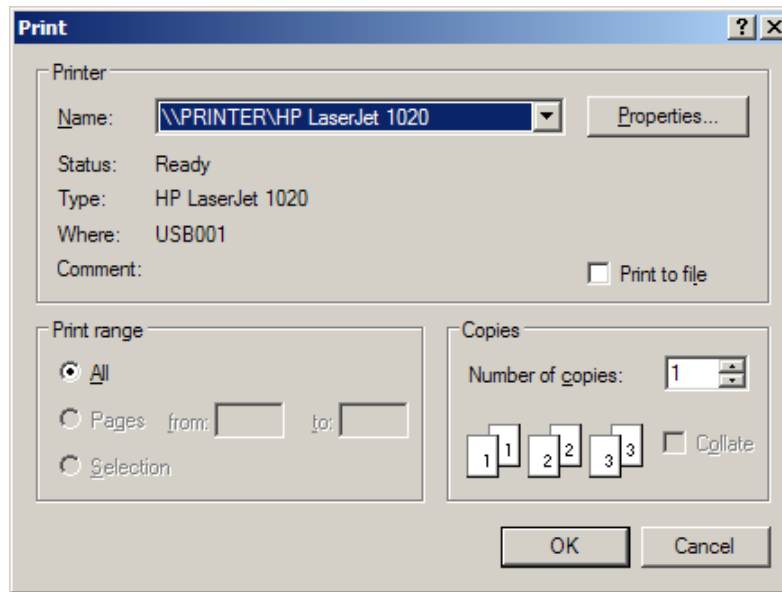 Print
Printer
Name: \\PRINTER\HP LaserJet 1020 Properties...
Status: Ready
Type: HP LaserJet 1020
Where: USB001
Comment: Print to file
Print range
All
Pages from: to:
Selection
Copies
Number of copies: 1
1 1 2 2 3 3 Collate
OK Cancel